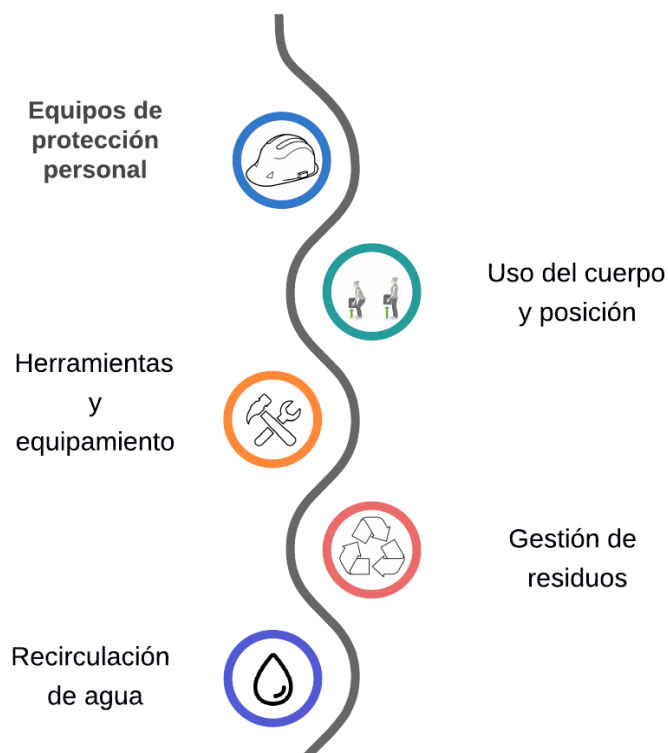 Equipos de
protección
personal
Uso del cuerpo
y posición
Herramientas
y
equipamiento
Gestión de
residuos
Recirculación
de agua